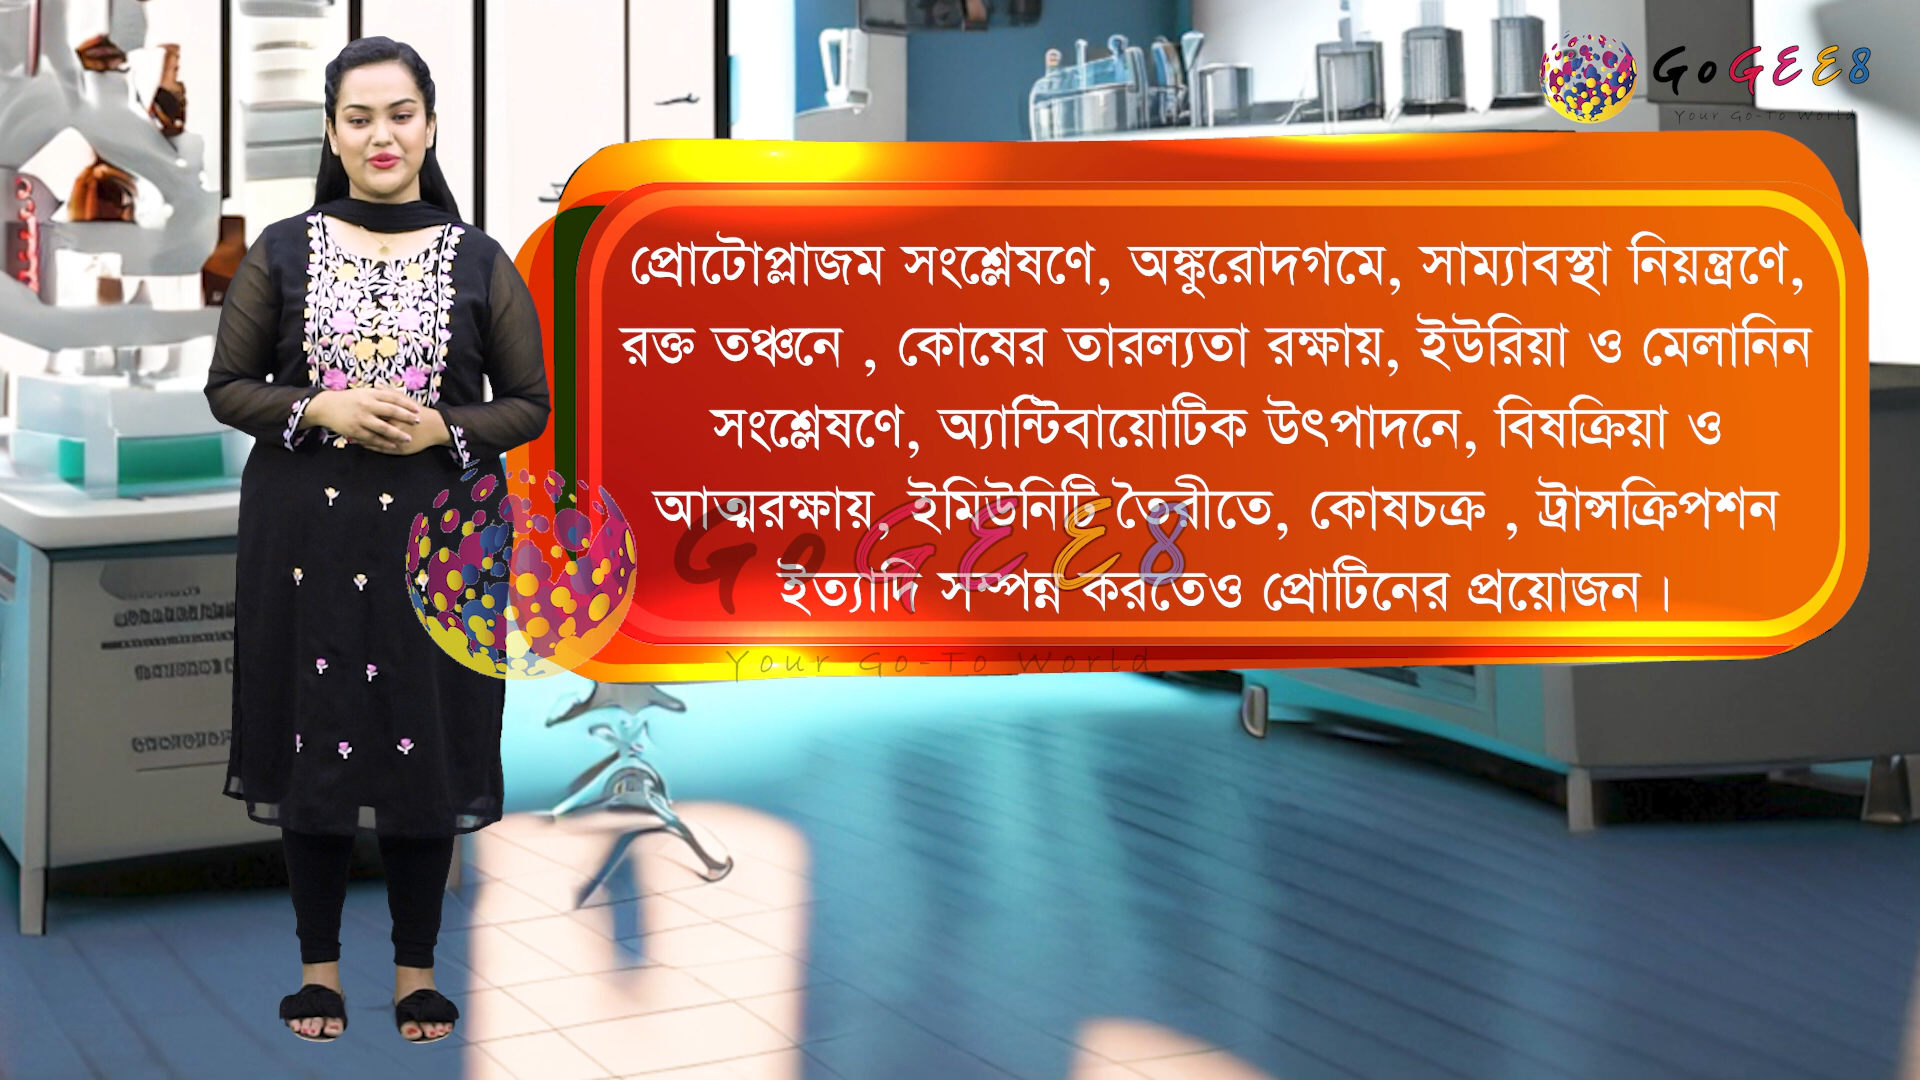 GoGEE8
Your Go-To World
প্রোটোপ্লাজম সংশ্লেষণে, অঙ্কুরোদগমে, সাম্যাবস্থা নিয়ন্ত্রণে,
রক্ত তঞ্চনে , কোষের তারল্যতা রক্ষায়, ইউরিয়া ও মেলানিন
সংশ্লেষণে, অ্যান্টিবায়োটিক উৎপাদনে, বিষক্রিয়া ও
আত্মরক্ষায়, ইমিউনিটি তৈরীতে, কোষচক্র , ট্রান্সক্রিপশন
ইত্যাদি সম্পন্ন করতেও প্রোটিনের প্রয়োজন।
GoGEE8
Your Go-To World